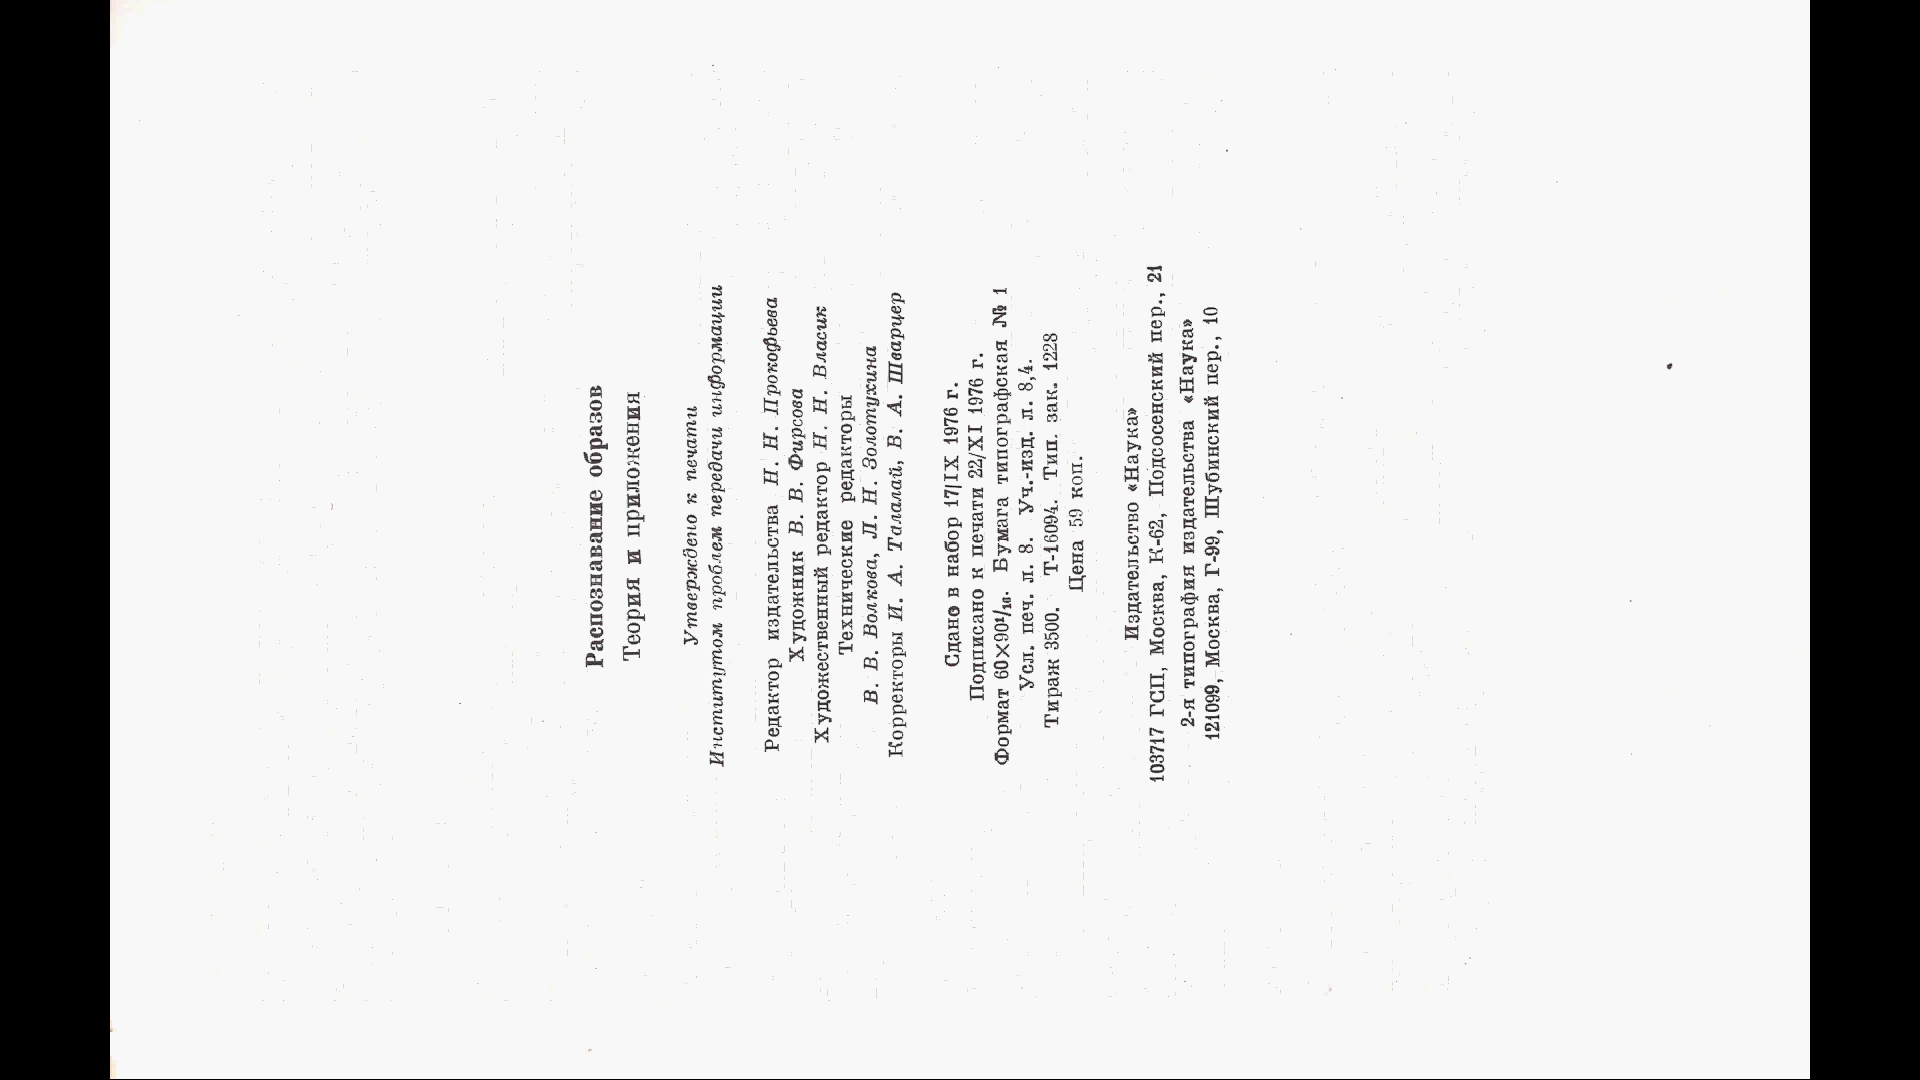 Распознавание образов
Теория и приложения
Утверждено к печати
Институтом проблем передачи информации
Редактор издательства Н. Н. Прокофьева
Художник В. В. Фирсова
Художественный редактор Н. Н. Власик
Технические редакторы
В. В. Волкова, Л. Н. Золотухина
Корректоры И. А. Талалай, В. А. Шварцер
Сдано в набор 17/IX 1976 г.
Подписано к печати 22/XI 1976 г.
Формат 60×90¹/₁₆. Бумага типографская № 1
Усл. печ. л. 8. Уч.-изд. л. 8,4.
Тираж 3500. Т-16094. Тип. зак. 1228
Цена 59 коп.
Издательство «Наука»
103717 ГСП, Москва, К-62, Подсосенский пер., 21
2-я типография издательства «Наука»
121099, Москва, Г-99, Шубинский пер., 10